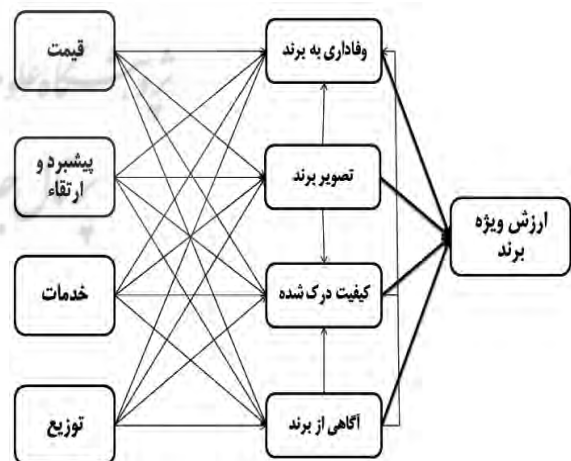 قیمت
وفاداری به برند
پیشبرد و
ارتقاء
تصویر برند
ارزش ویژه
برند
خدمات
کیفیت درک شده
توزیع
آگاهی از برند